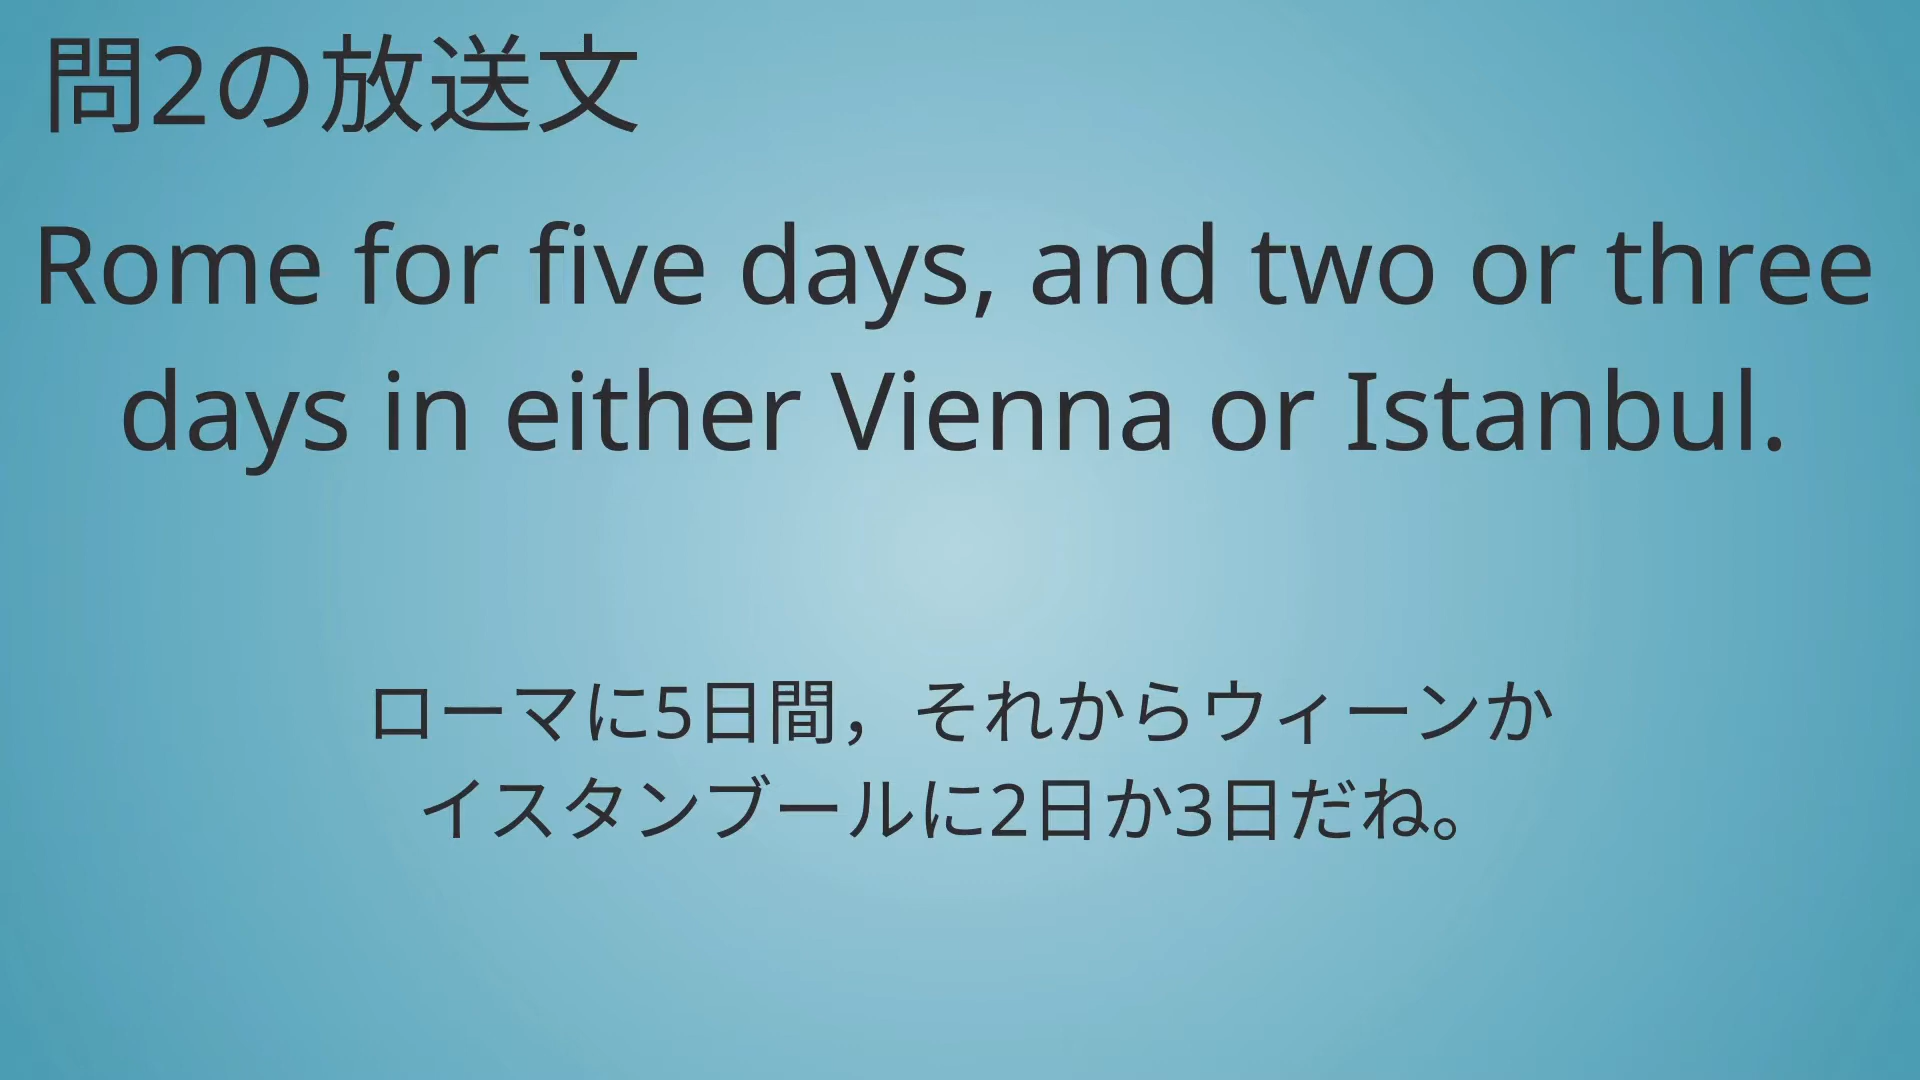 問2の放送文
Rome for five days, and two or three
days in either Vienna or Istanbul.
ローマに5日間，それからウィーンか
イスタンブールに2日か3日だね。